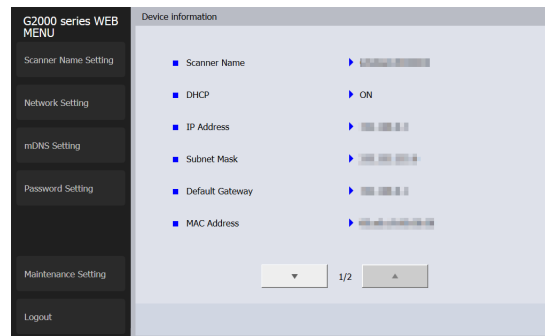 G2000 series WEB
MENU
Scanner Name Setting
Network Setting
mDNS Setting
Password Setting
Maintenance Setting
Logout
Device information
Scanner Name
DHCP
ON
IP Address
Subnet Mask
Default Gateway
MAC Address
1/2